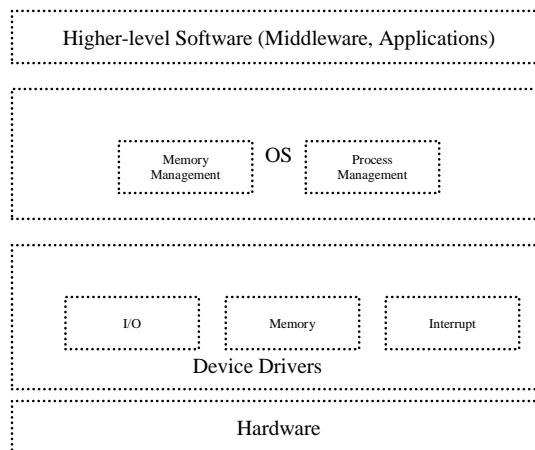 Higher-level Software (Middleware, Applications)
OS
Memory
Management
Process
Management
I/O
Memory
Interrupt
Device Drivers
Hardware